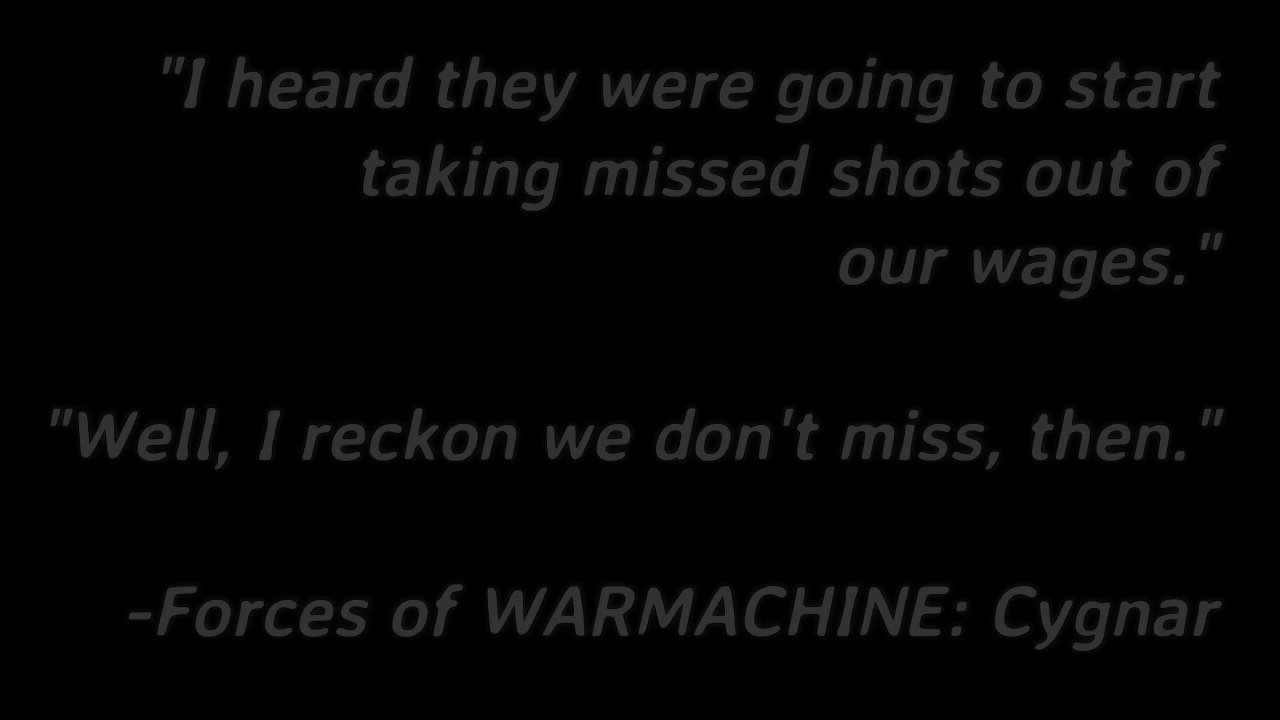 "I heard they were going to start
taking missed shots out of
our wages."
"Well, I reckon we don't miss, then."
-Forces of WARMACHINE: Cygnar